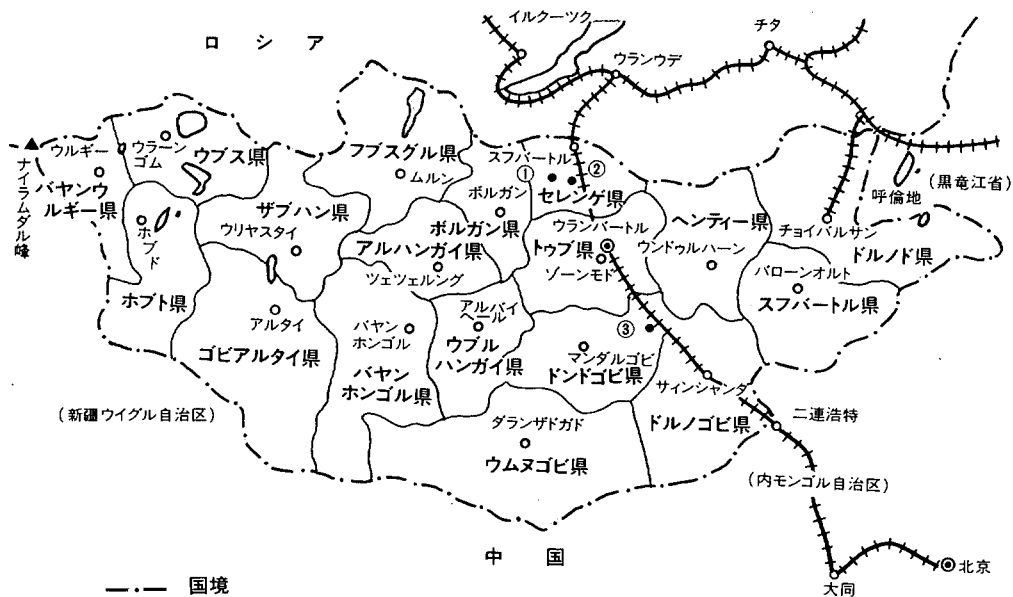 イルクーツク
チタ
ロシア
ウランウデ
ウルギー
ウラーン
ゴム
ウブス県
フブスグル県
スフバートル
①
②
ナイラムダル峰
バヤンウ
ルギー県
ムルン
ボルガン
セレンゲ県
呼倫地
(黒竜江省)
ホブド
ザブハン県
ボルガン県
ウランバートル
ヘンティー県
チョイバルサン
ウリヤスタイ
アルハンガイ県
トゥブ県
ウンドゥルハーン
ドルノド県
ツェツェルレング
ゾーンモド
バローンオルト
ホブト県
アルバイ
ヘール
スフバートル県
アルタイ
バヤン
ホンゴル
ウブル
ハンガイ県
③
マンダルゴビ
ゴビアルタイ県
バヤン
ホンゴル県
ドンドゴビ県
サインシャンダ
(新疆ウイグル自治区)
ダランザドガド
ドルノゴビ県
二連浩特
ウムヌゴビ県
(内モンゴル自治区)
中国
北京
国境
大同